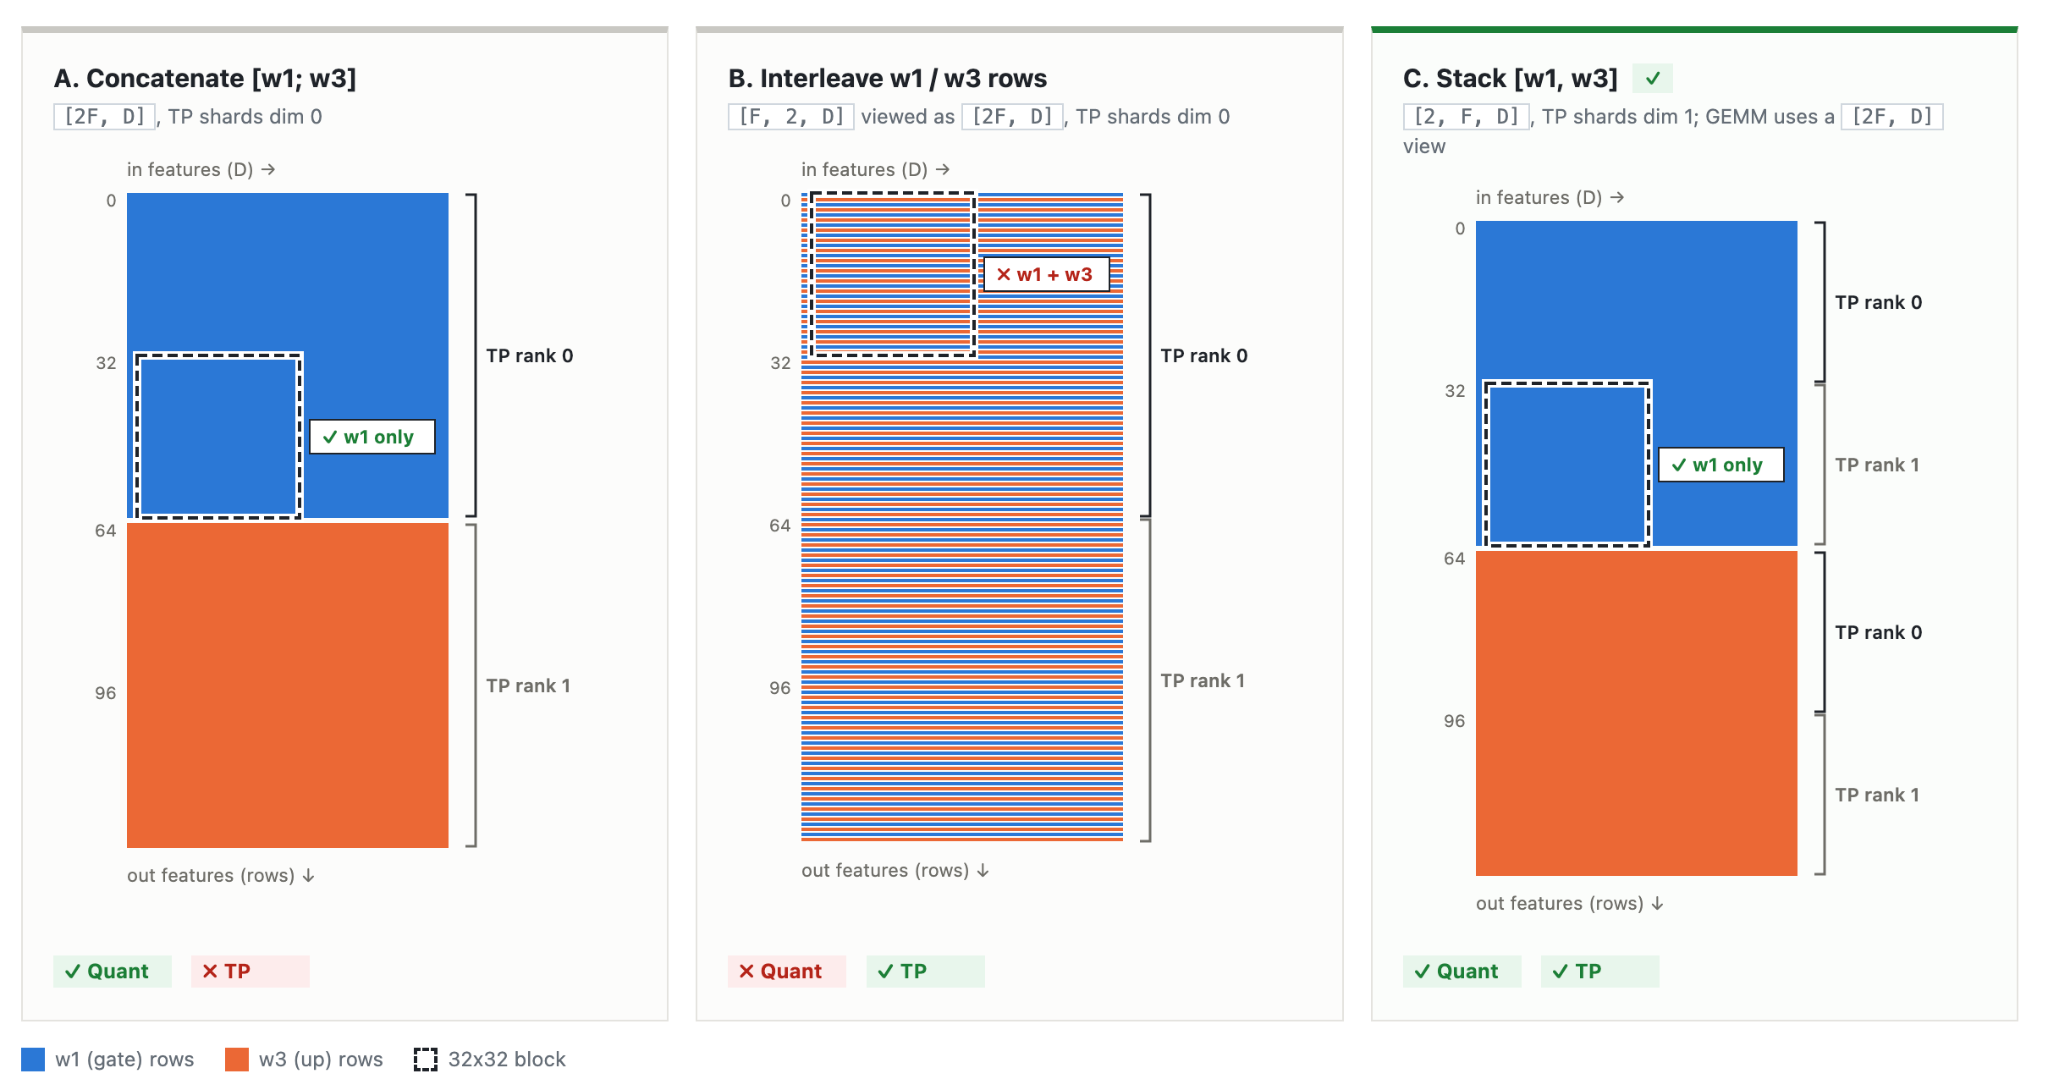 A. Concatenate [w1; w3]
[2F, D], TP shards dim 0
in features (D) →
0
32
✓ w1 only
64
96
TP rank 0
TP rank 1
out features (rows) ↓
✓ Quant
✕ TP
B. Interleave w1 / w3 rows
[F, 2, D] viewed as [2F, D], TP shards dim 0
in features (D) →
0
✕ w1 + w3
32
64
96
TP rank 0
TP rank 1
out features (rows) ↓
✕ Quant
✓ TP
C. Stack [w1, w3] ✓
[2, F, D], TP shards dim 1; GEMM uses a [2F, D]
view
in features (D) →
0
32
✓ w1 only
64
96
TP rank 0
TP rank 1
TP rank 0
TP rank 1
out features (rows) ↓
✓ Quant
✓ TP
w1 (gate) rows
w3 (up) rows
32x32 block